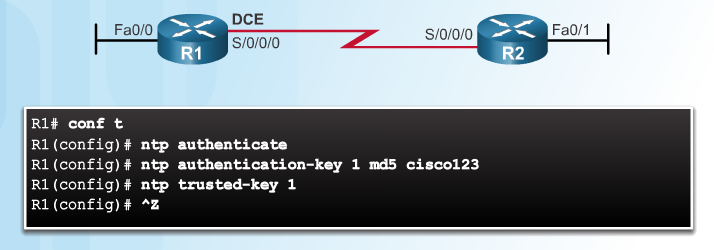 DCE
Fa0/0
S/0/0/0
R1
S/0/0/0
R2
Fa0/1
R1# conf t
R1(config)# ntp authenticate
R1(config)# ntp authentication-key 1 md5 cisco123
R1(config)# ntp trusted-key 1
R1(config)# ^Z